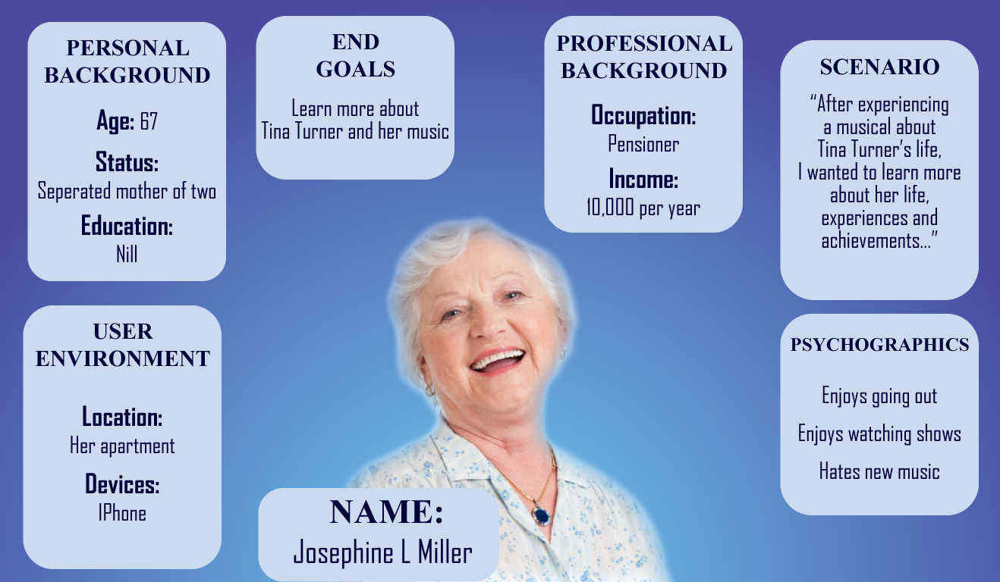 PERSONAL
BACKGROUND
Age: 67
Status:
Seperated mother of two
Education:
Nill
END
GOALS
Learn more about
Tina Turner and her music
PROFESSIONAL
BACKGROUND
Occupation:
Pensioner
Income:
10,000 per year
SCENARIO
“After experiencing
a musical about
Tina Turner’s life,
I wanted to learn more
about her life,
experiences and
achievements...”
USER
ENVIRONMENT
Location:
Her apartment
Devices:
IPhone
NAME:
Josephine L Miller
PSYCHOGRAPHICS
Enjoys going out
Enjoys watching shows
Hates new music